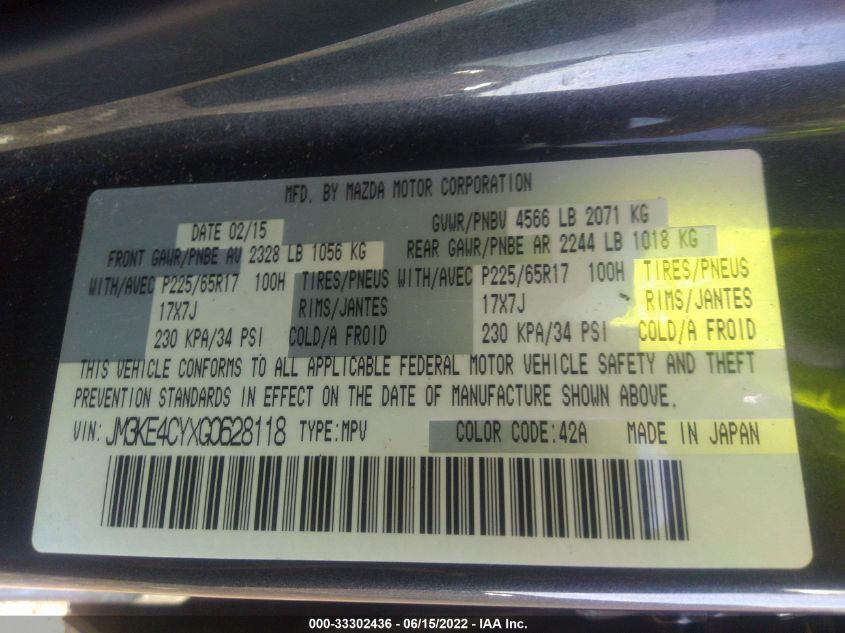 MFD. BY MAZDA MOTOR CORPORATION
DATE 02/15 GVWR/PNBV 4566 LB 2071 KG
FRONT GAWR/PNBE AV 2328 LB 1056 KG REAR GAWR/PNBE AR 2244 LB 1018 KG
WITH/AVEC P225/65R17 100H TIRES/PNEUS WITH/AVEC P225/65R17 100H TIRES/PNEUS
17X7J RIMS/JANTES 17X7J RIMS/JANTES
230 KPA/34 PSI COLD/A FROID 230 KPA/34 PSI COLD/A FROID
THIS VEHICLE CONFORMS TO ALL APPLICABLE FEDERAL MOTOR VEHICLE SAFETY AND THEFT
PREVENTION STANDARDS IN EFFECT ON THE DATE OF MANUFACTURE SHOWN ABOVE.
VIN: JM3KE4CYXG0628118 TYPE:MPV COLOR CODE:42A MADE IN JAPAN
000-33302436 - 06/15/2022 - IAA Inc.